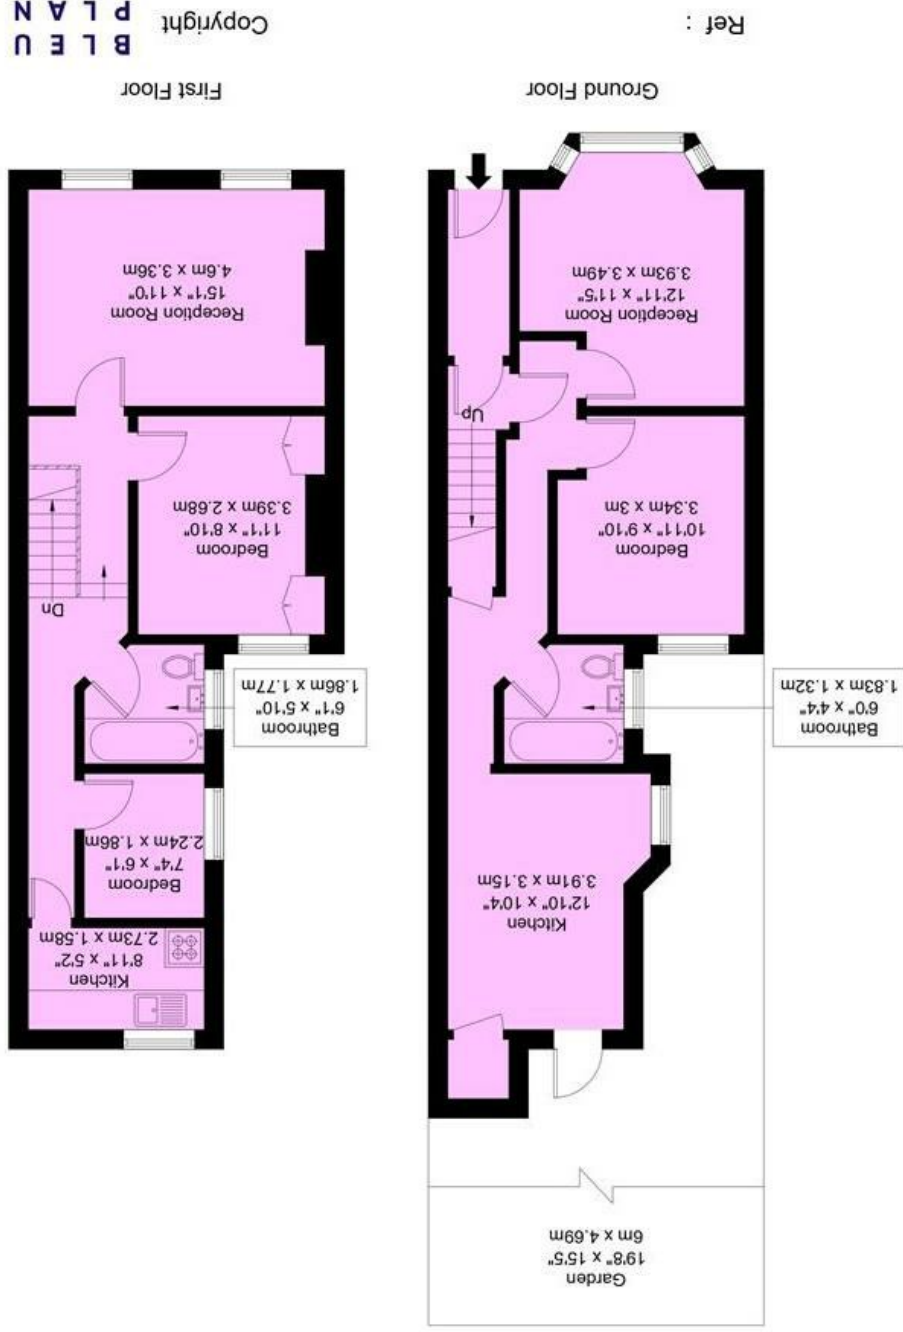 Garden
19'8" x 15'5"
6m x 4.69m
Kitchen
12'10" x 10'4"
3.91m x 3.15m
Bathroom
6'0" x 4'4"
1.83m x 1.32m
Bedroom
10'11" x 9'10"
3.34m x 3m
Up
Reception Room
12'11" x 11'5"
3.93m x 3.49m
Ground Floor
Kitchen
8'11" x 5'2"
2.73m x 1.58m
Bedroom
7'4" x 6'1"
2.24m x 1.86m
Bathroom
6'1" x 5'10"
1.86m x 1.77m
Dn
Bedroom
11'1" x 8'10"
3.39m x 2.68m
Reception Room
15'1" x 11'0"
4.6m x 3.36m
First Floor
Ref :
Copyright
BLEU
PLAN